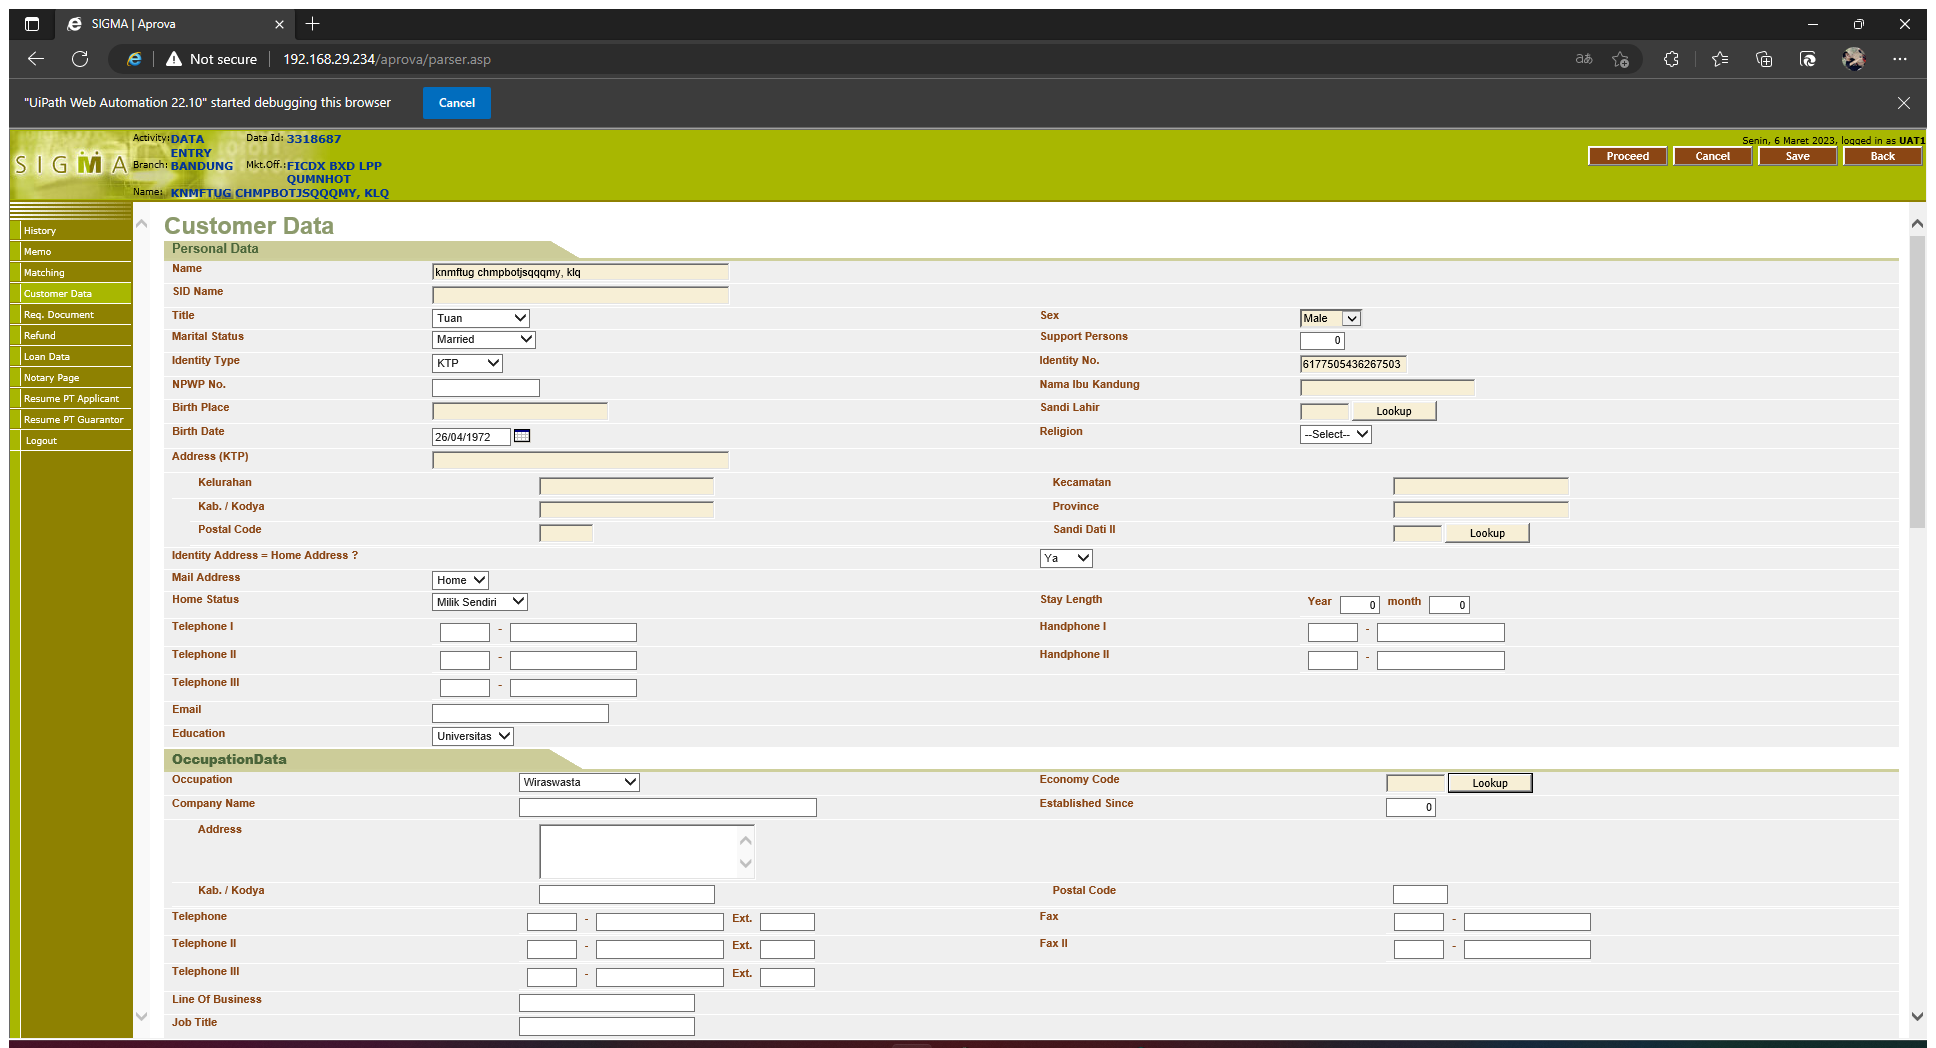 SIGMA | Aprova
Not secure 192.168.29.234/aprova/parser.asp
"UiPath Web Automation 22.10" started debugging this browser Cancel
SIGMA
Activity: DATA ENTRY Data Id: 3318687
Branch: BANDUNG Mkt.Off.: FICDX BXD LPP QUMNHOT
Name: KNMFTUG CHMPBOTJSQQQMY, KLQ
Senin, 6 Maret 2023, logged in as UAT1
Proceed Cancel Save Back
History
Memo
Matching
Customer Data
Req. Document
Refund
Loan Data
Notary Page
Resume PT Applicant
Resume PT Guarantor
Logout
Customer Data
Personal Data
Name knmftug chmpbotjsqqqmy, klq
SID Name
Title Tuan Sex Male
Marital Status Married Support Persons 0
Identity Type KTP Identity No. 6177505436267503
NPWP No. Nama Ibu Kandung
Birth Place Sandi Lahir Lookup
Birth Date 26/04/1972 Religion --Select--
Address (KTP)
Kelurahan Kecamatan
Kab. / Kodya Province
Postal Code Sandi Dati II Lookup
Identity Address = Home Address ? Ya
Mail Address Home
Home Status Milik Sendiri Stay Length Year 0 month 0
Telephone I - Handphone I -
Telephone II - Handphone II -
Telephone III -
Email
Education Universitas
OccupationData
Occupation Wiraswasta Economy Code Lookup
Company Name Established Since 0
Address
Kab. / Kodya Postal Code
Telephone - Ext. Fax -
Telephone II - Ext. Fax II -
Telephone III - Ext.
Line Of Business
Job Title